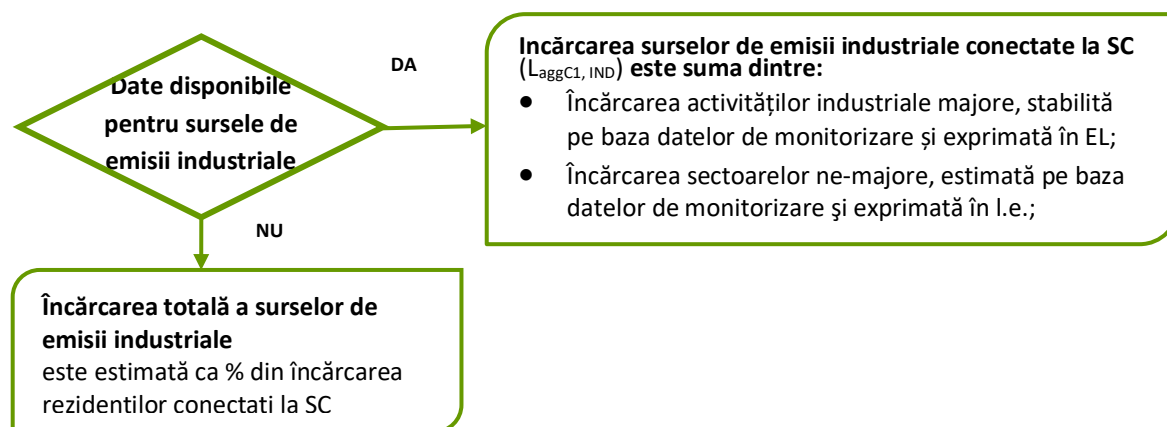 Date disponibile
pentru sursele de
emisii industriale
DA
Incărcarea surselor de emisii industriale conectate la SC
(LaggC1, IND) este suma dintre:
● Încărcarea activităților industriale majore, stabilită
pe baza datelor de monitorizare și exprimată în EL;
● Încărcarea sectoarelor ne-majore, estimată pe baza
datelor de monitorizare şi exprimată în l.e.;
NU
Încărcarea totală a surselor de
emisii industriale
este estimată ca % din încărcarea
rezidentilor conectati la SC